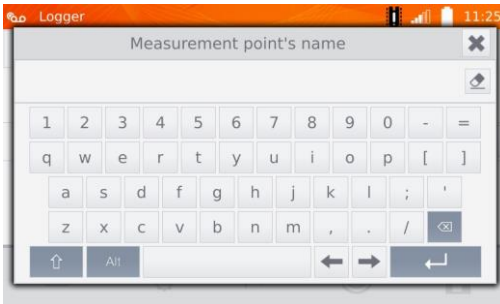 Logger 11:25
Measurement point's name
1 2 3 4 5 6 7 8 9 0 - =
q w e r t y u i o p [ ]
a s d f g h j k l ; '
z x c v b n m , . /
Alt